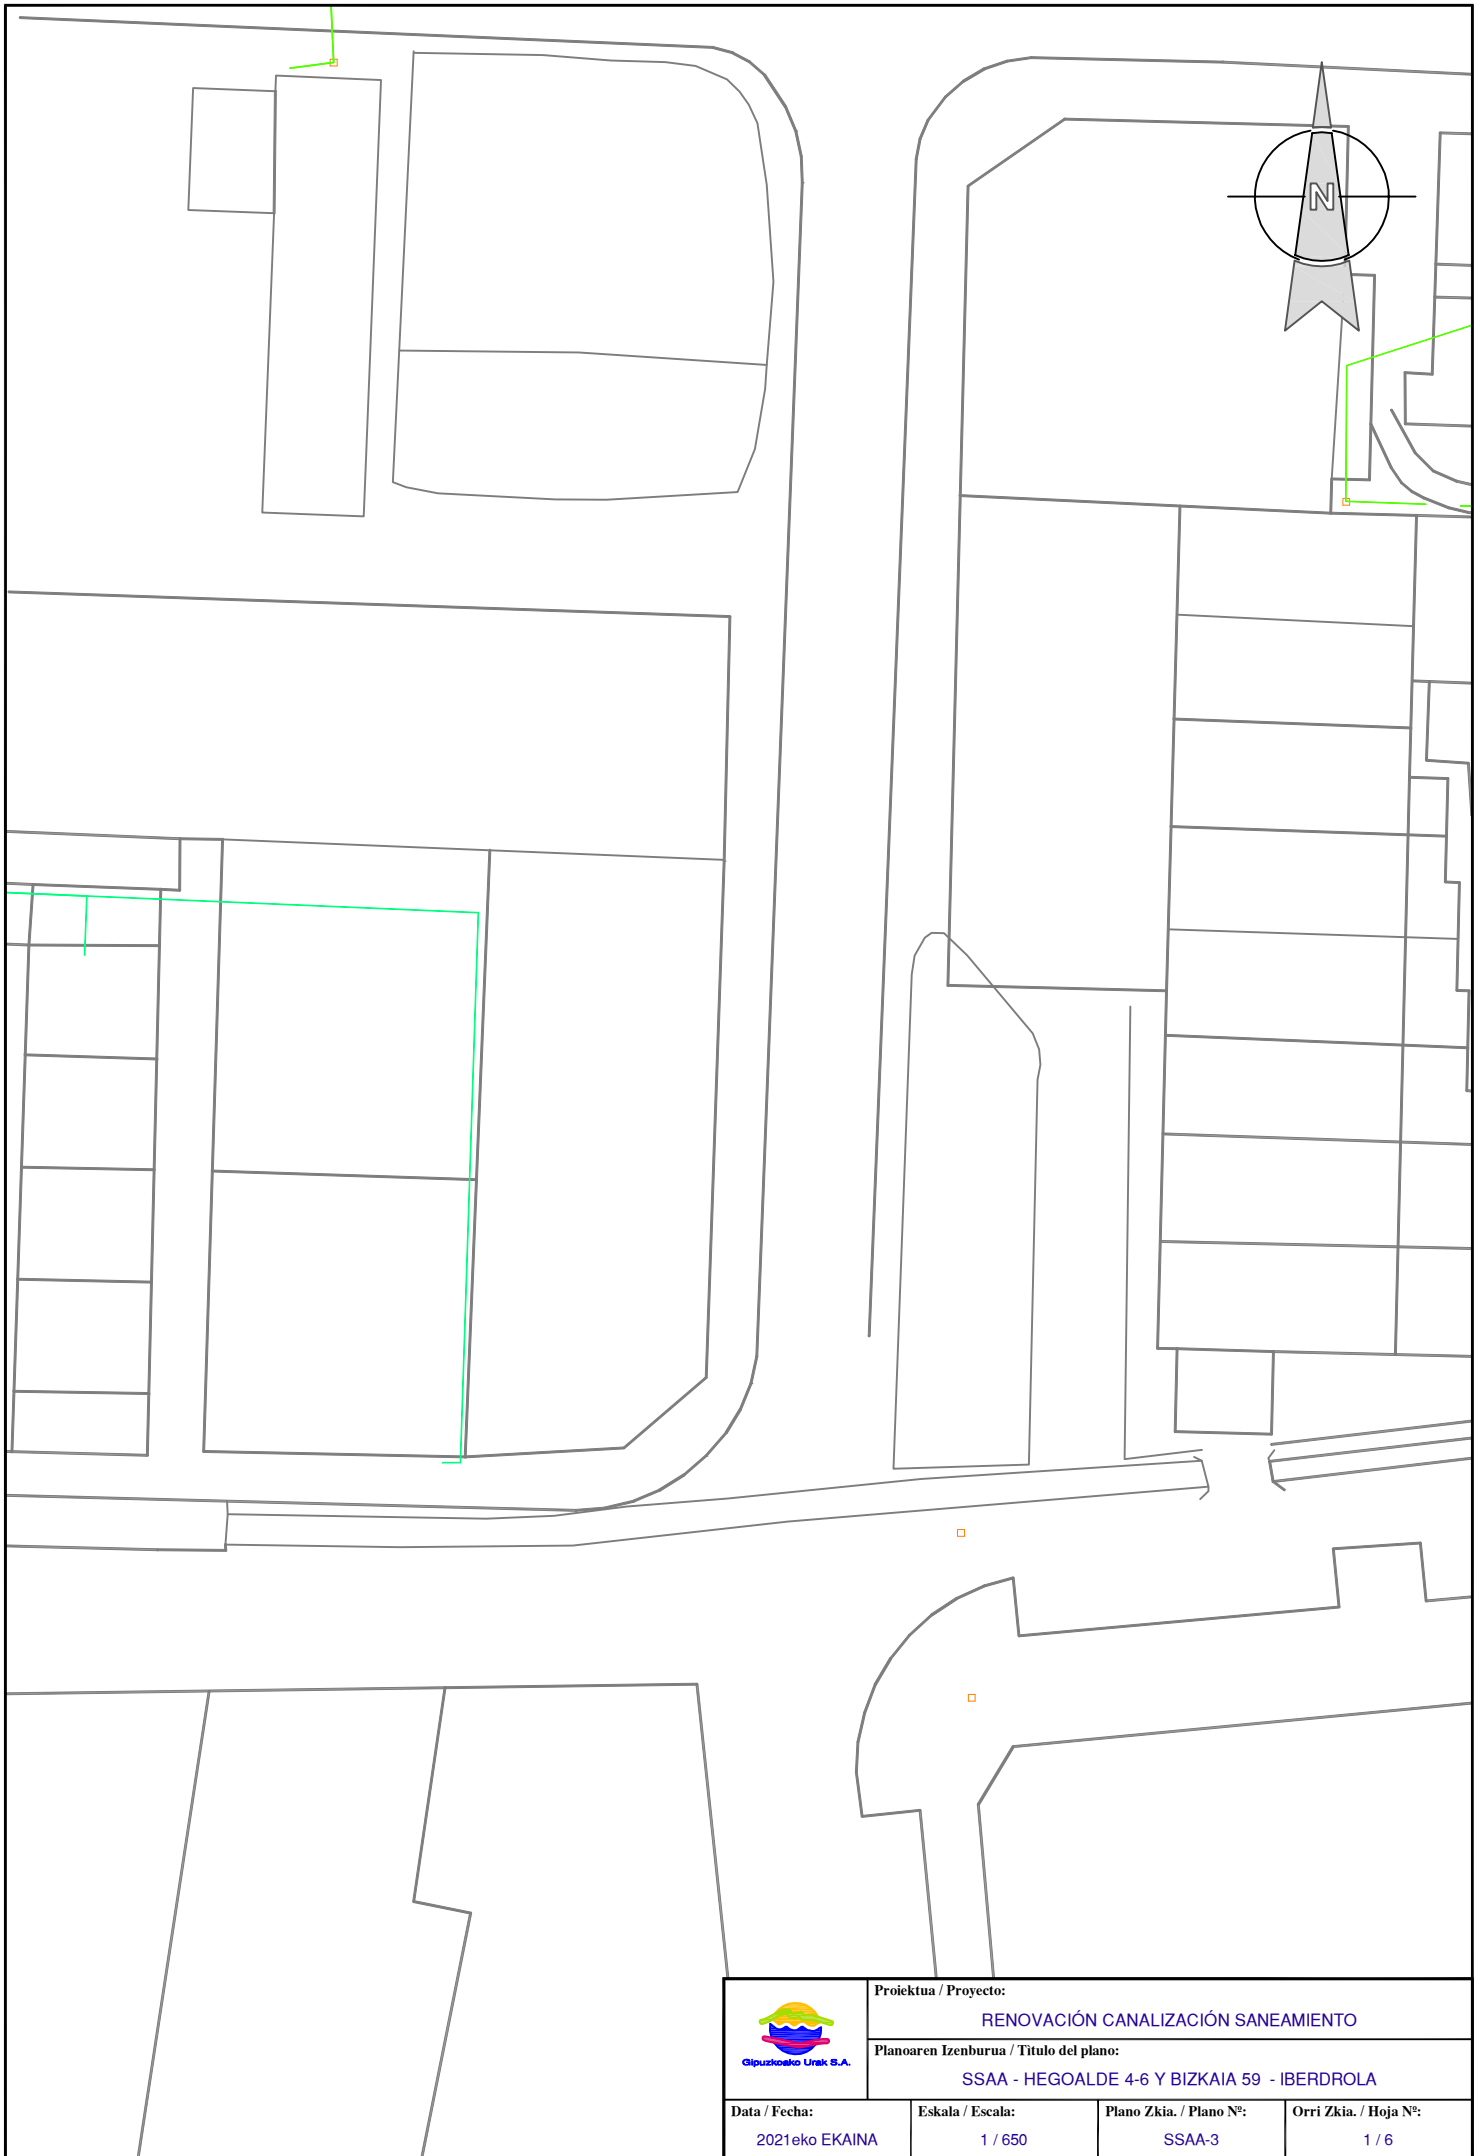 N
Proiektua / Proyecto:
RENOVACIÓN CANALIZACIÓN SANEAMIENTO
Planoaren Izenburua / Titulo del plano:
SSAA - HEGOALDE 4-6 Y BIZKAIA 59 - IBERDROLA
Gipuzkoako Urak S.A.
Data / Fecha:
2021eko EKAINA
Eskala / Escala:
1 / 650
Plano Zkia. / Plano Nº:
SSAA-3
Orri Zkia. / Hoja Nº:
1 / 6